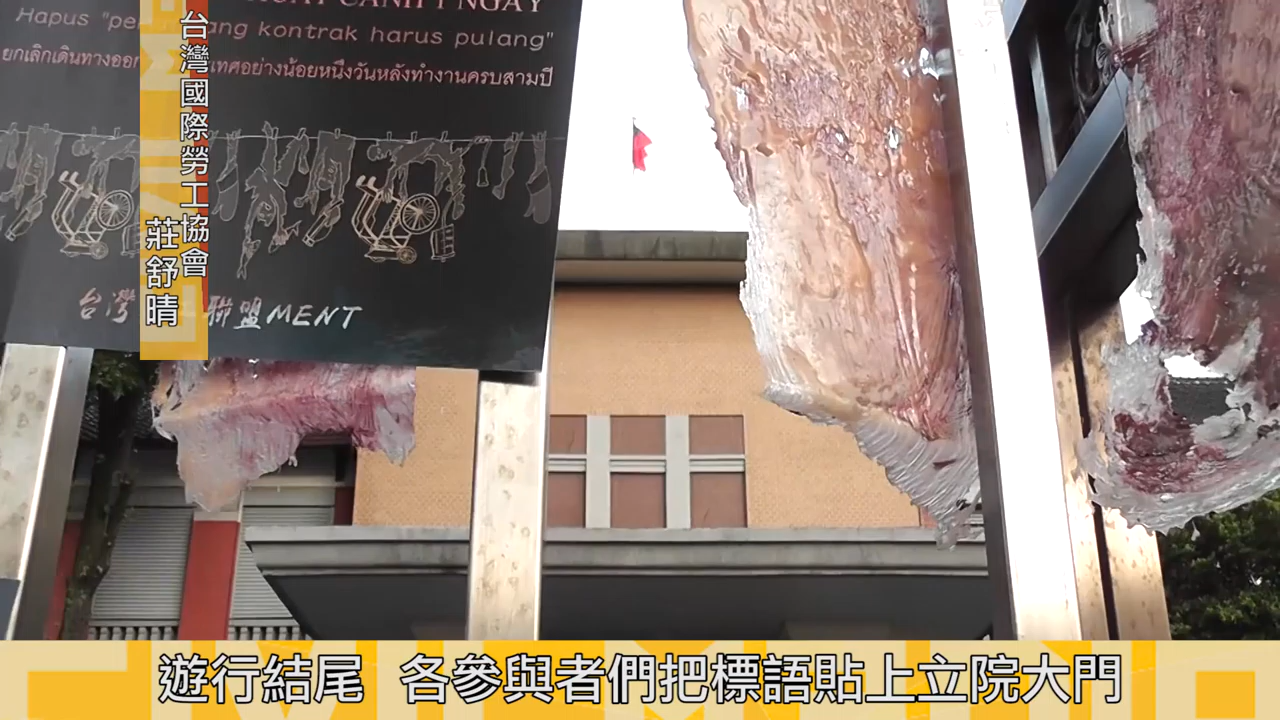 NGAY
Hapus "pe ang kontrak harus pulang"
ยกเลิกเดินทางออก เทศอย่างน้อยหนึ่งวันหลังทำงานครบสามปี
台灣 聯盟MENT
台灣國際勞工協會
莊舒晴
遊行結尾 各參與者們把標語貼上立院大門